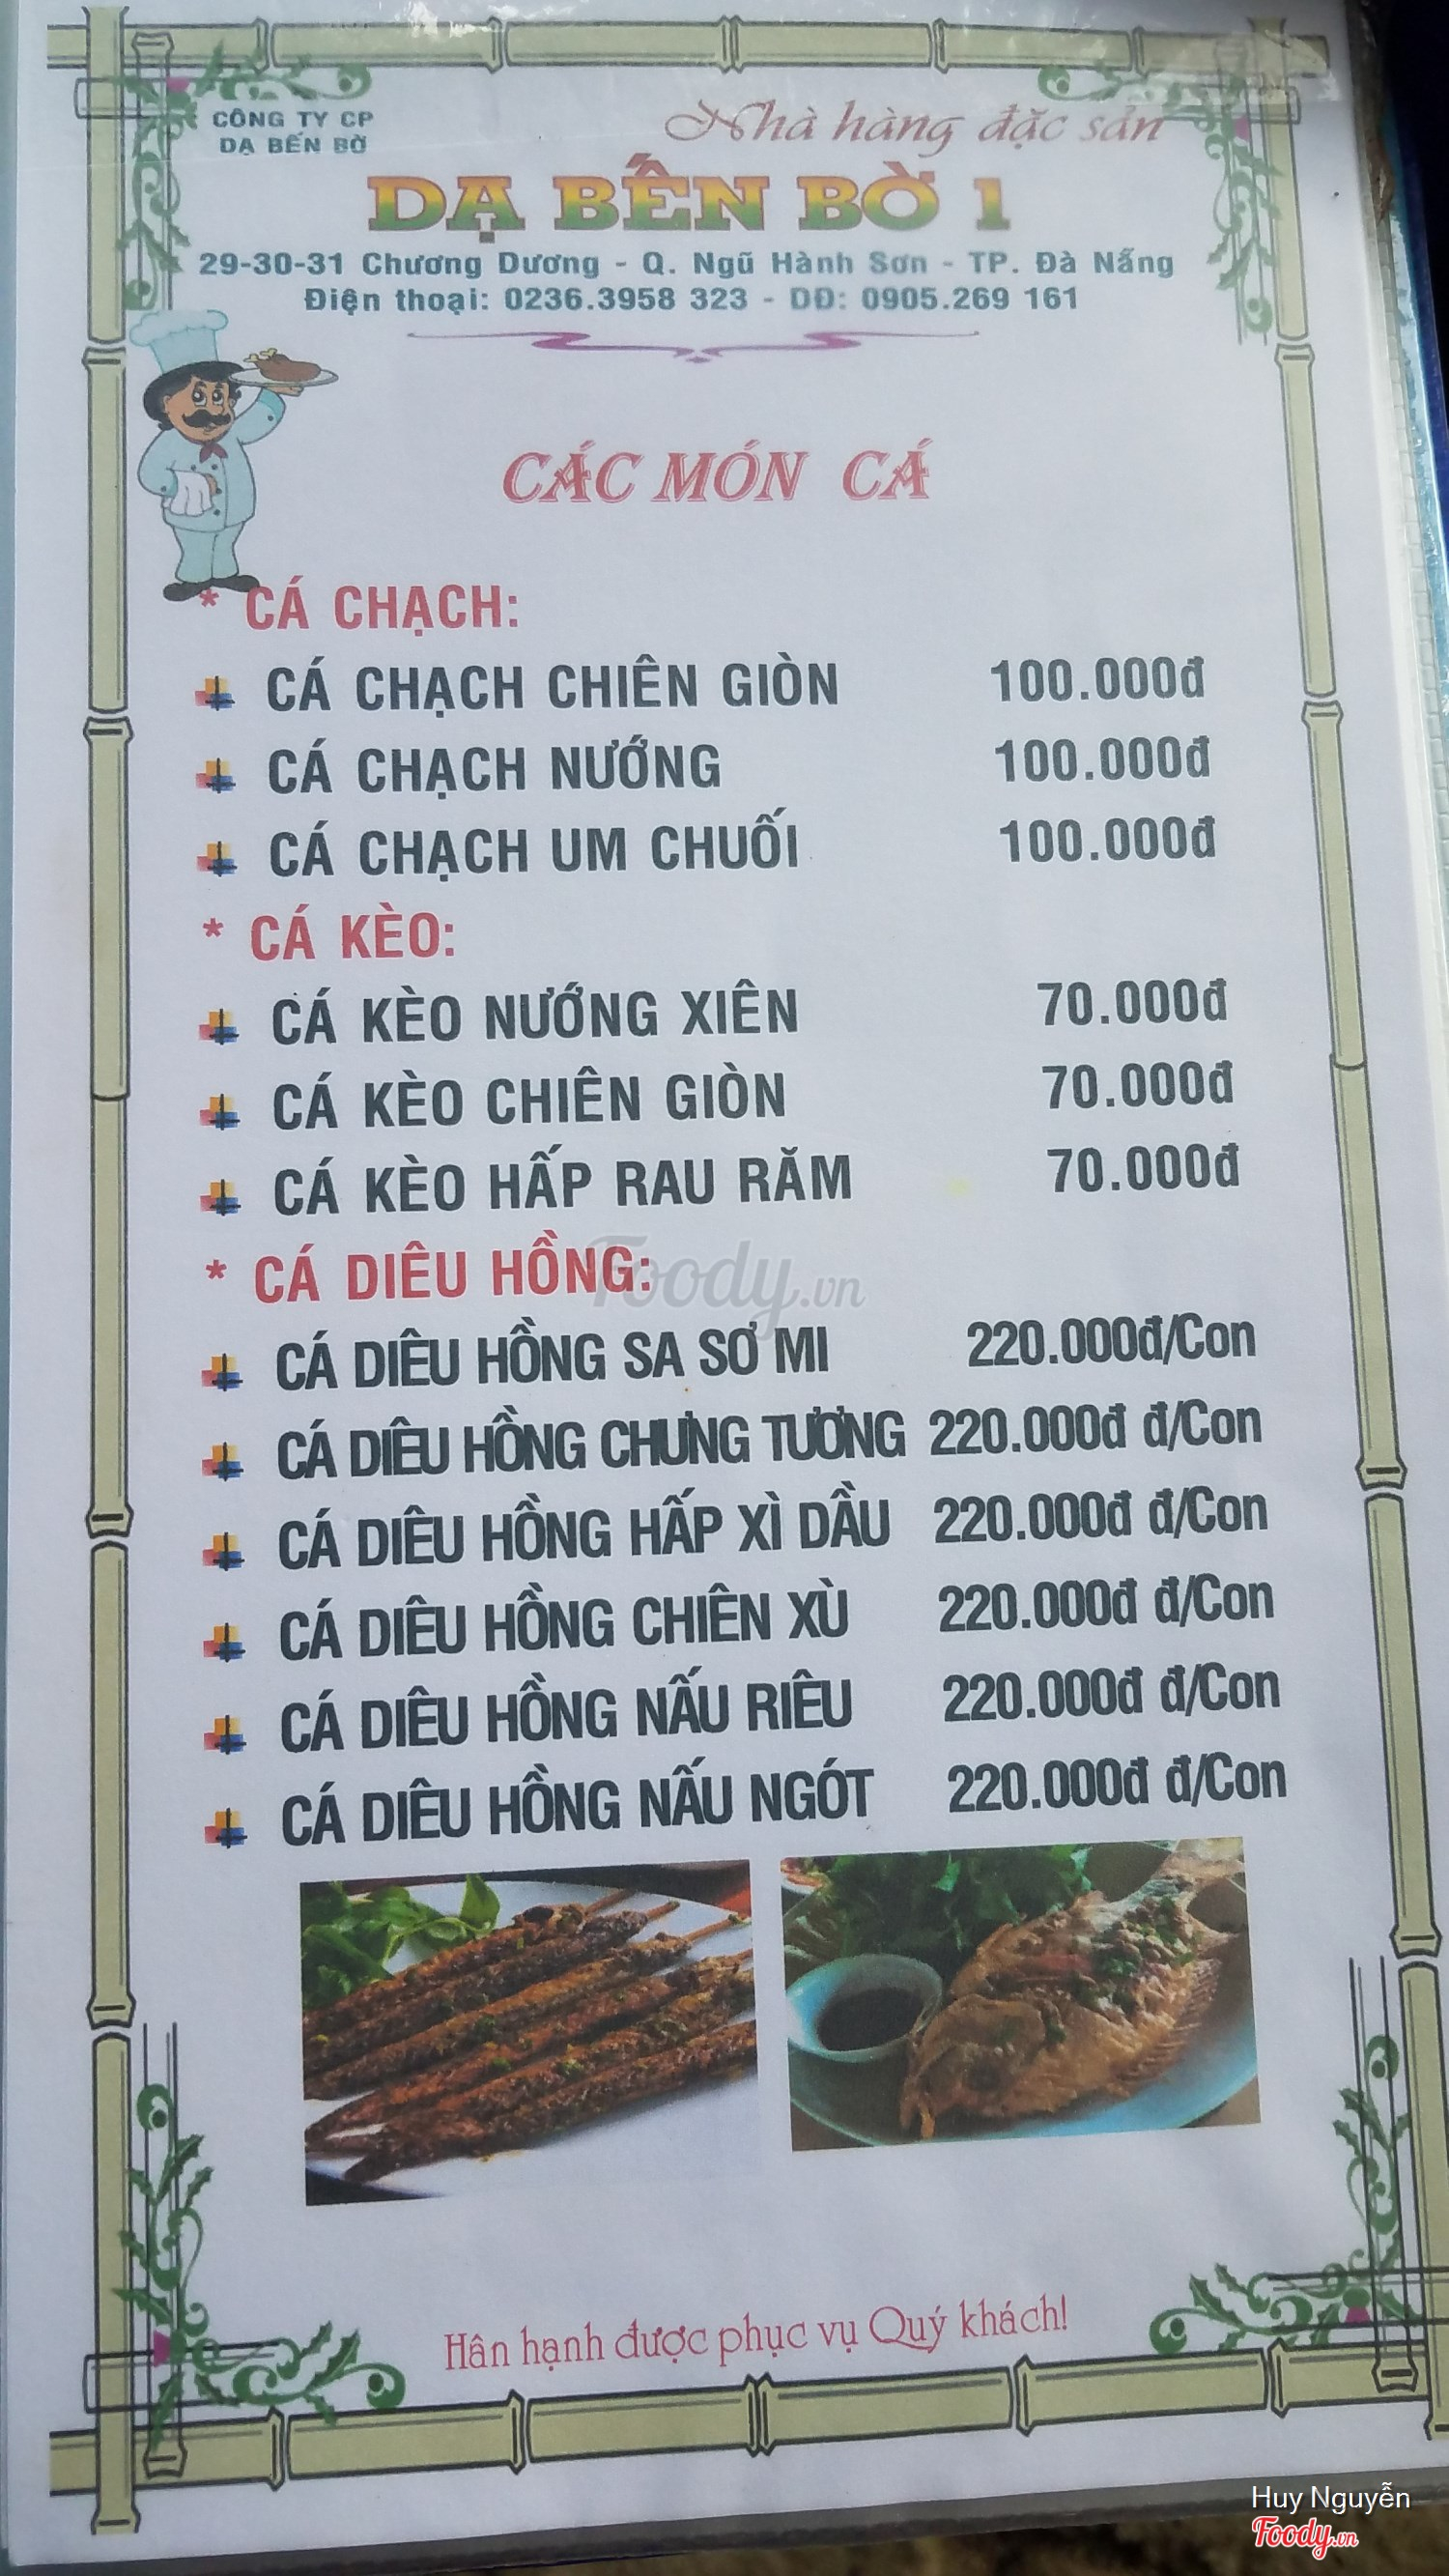 CÔNG TY CP
DẠ BẾN BỜ
Nhà hàng đặc sản
DẠ BẾN BỜ 1
29-30-31 Chương Dương - Q. Ngũ Hành Sơn - TP. Đà Nẵng
Điện thoại: 0236.3958 323 - DĐ: 0905.269 161
CÁC MÓN CÁ
* CÁ CHẠCH:
CÁ CHẠCH CHIÊN GIÒN 100.000đ
CÁ CHẠCH NƯỚNG 100.000đ
CÁ CHẠCH UM CHUỐI 100.000đ
* CÁ KÈO:
CÁ KÈO NƯỚNG XIÊN 70.000đ
CÁ KÈO CHIÊN GIÒN 70.000đ
CÁ KÈO HẤP RAU RĂM 70.000đ
* CÁ DIÊU HỒNG:
Foody.vn
CÁ DIÊU HỒNG SA SƠ MI 220.000đ/Con
CÁ DIÊU HỒNG CHƯNG TƯƠNG 220.000đ đ/Con
CÁ DIÊU HỒNG HẤP XÌ DẦU 220.000đ đ/Con
CÁ DIÊU HỒNG CHIÊN XÙ 220.000đ đ/Con
CÁ DIÊU HỒNG NẤU RIÊU 220.000đ đ/Con
CÁ DIÊU HỒNG NẤU NGÓT 220.000đ đ/Con
Hân hạnh được phục vụ Quý khách!
Huy Nguyễn
Foody.vn